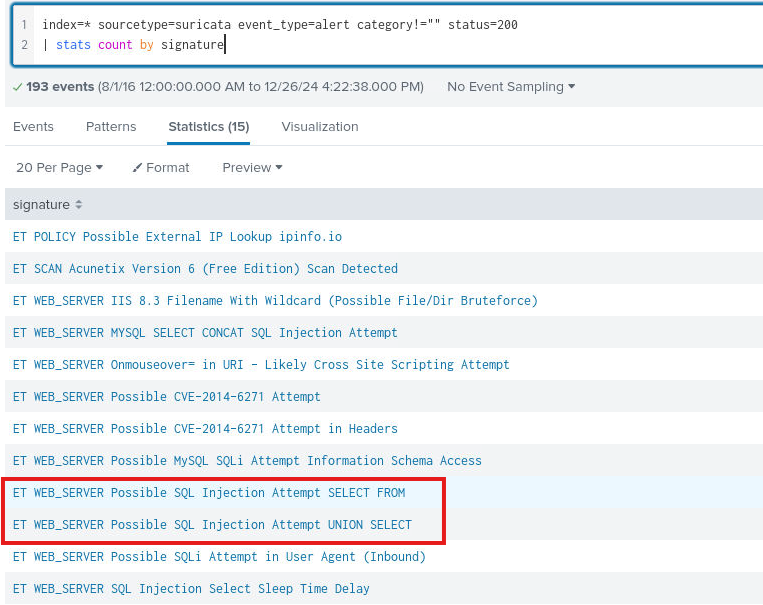 1 index=* sourcetype=suricata event_type=alert category!="" status=200
2 | stats count by signature
193 events (8/1/16 12:00:00.000 AM to 12/26/24 4:22:38.000 PM) No Event Sampling
Events Patterns Statistics (15) Visualization
20 Per Page Format Preview
signature
ET POLICY Possible External IP Lookup ipinfo.io
ET SCAN Acunetix Version 6 (Free Edition) Scan Detected
ET WEB_SERVER IIS 8.3 Filename With Wildcard (Possible File/Dir Bruteforce)
ET WEB_SERVER MYSQL SELECT CONCAT SQL Injection Attempt
ET WEB_SERVER Onmouseover= in URI - Likely Cross Site Scripting Attempt
ET WEB_SERVER Possible CVE-2014-6271 Attempt
ET WEB_SERVER Possible CVE-2014-6271 Attempt in Headers
ET WEB_SERVER Possible MySQL SQLi Attempt Information Schema Access
ET WEB_SERVER Possible SQL Injection Attempt SELECT FROM
ET WEB_SERVER Possible SQL Injection Attempt UNION SELECT
ET WEB_SERVER Possible SQLi Attempt in User Agent (Inbound)
ET WEB_SERVER SQL Injection Select Sleep Time Delay